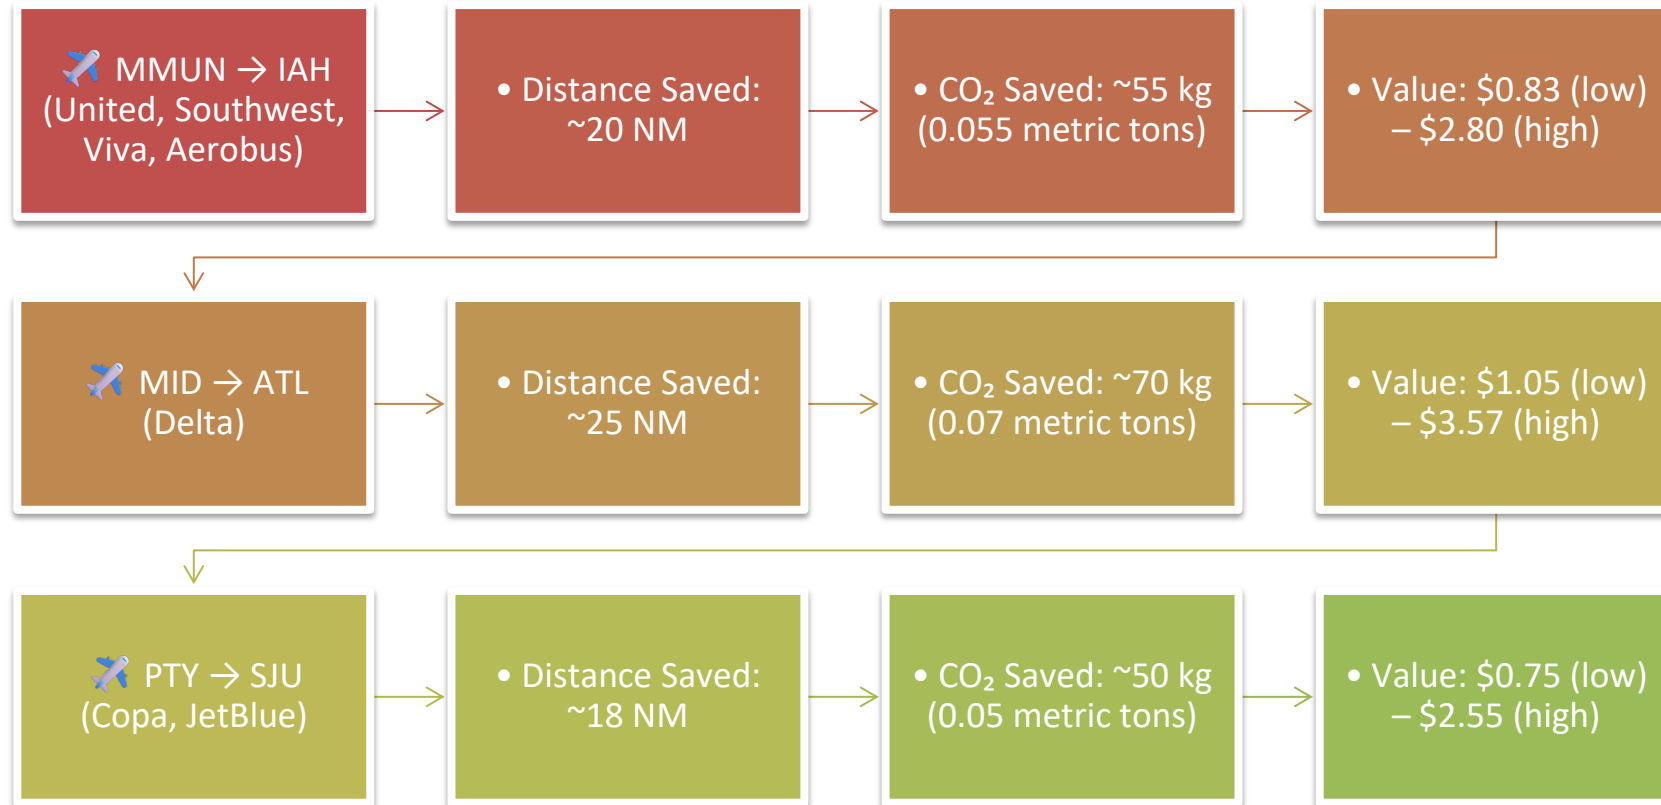 ✈️ MMUN → IAH
(United, Southwest,
Viva, Aerobus)
• Distance Saved:
~20 NM
• CO₂ Saved: ~55 kg
(0.055 metric tons)
• Value: $0.83 (low)
– $2.80 (high)
✈️ MID → ATL
(Delta)
• Distance Saved:
~25 NM
• CO₂ Saved: ~70 kg
(0.07 metric tons)
• Value: $1.05 (low)
– $3.57 (high)
✈️ PTY → SJU
(Copa, JetBlue)
• Distance Saved:
~18 NM
• CO₂ Saved: ~50 kg
(0.05 metric tons)
• Value: $0.75 (low)
– $2.55 (high)